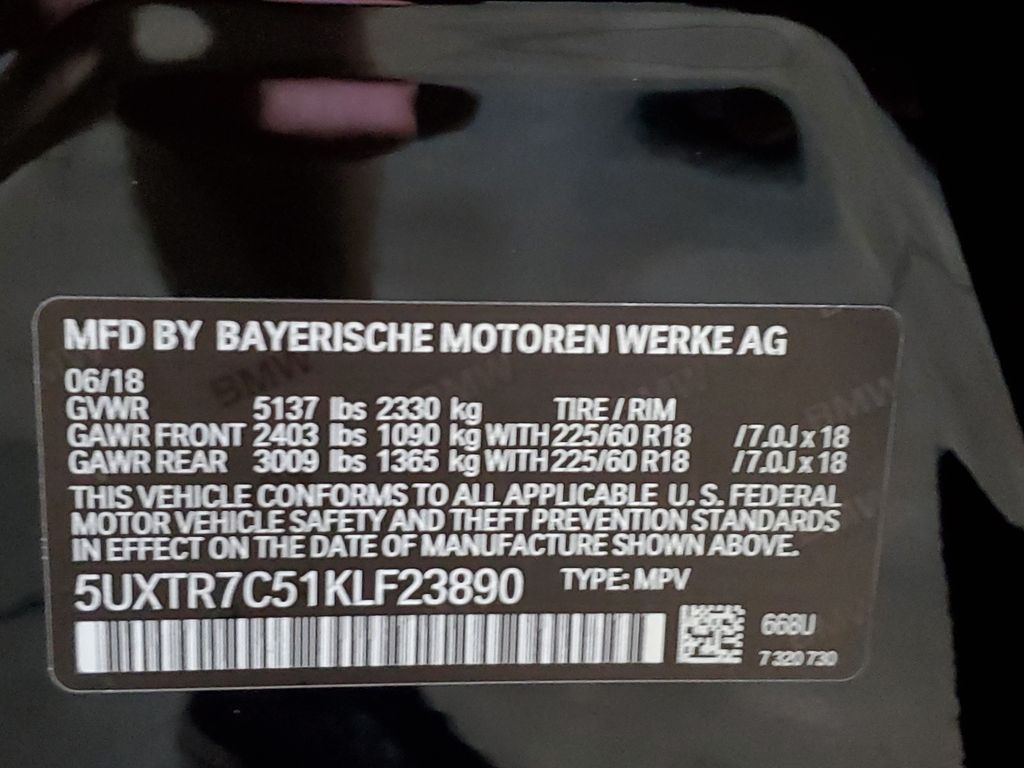 MFD BY BAYERISCHE MOTOREN WERKE AG
06/18
GVWR 5137 lbs 2330 kg TIRE / RIM
GAWR FRONT 2403 lbs 1090 kg WITH 225/60 R18 /7.0J x 18
GAWR REAR 3009 lbs 1365 kg WITH 225/60 R18 /7.0J x 18
THIS VEHICLE CONFORMS TO ALL APPLICABLE U. S. FEDERAL
MOTOR VEHICLE SAFETY AND THEFT PREVENTION STANDARDS
IN EFFECT ON THE DATE OF MANUFACTURE SHOWN ABOVE.
5UXTR7C51KLF23890 TYPE: MPV
668U
7 320 730
BMW
BMW
BMW